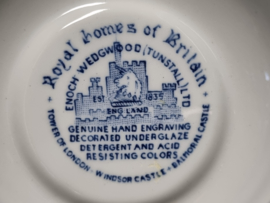 Royal Homes of Britain
ENOCH WEDGWOOD (TUNSTALL) LTD
EST 1835
ENGLAND
GENUINE HAND ENGRAVING
DECORATED UNDERGLAZE
DETERGENT AND ACID
RESISTING COLORS
TOWER OF LONDON - WINDSOR CASTLE - BALMORAL CASTLE